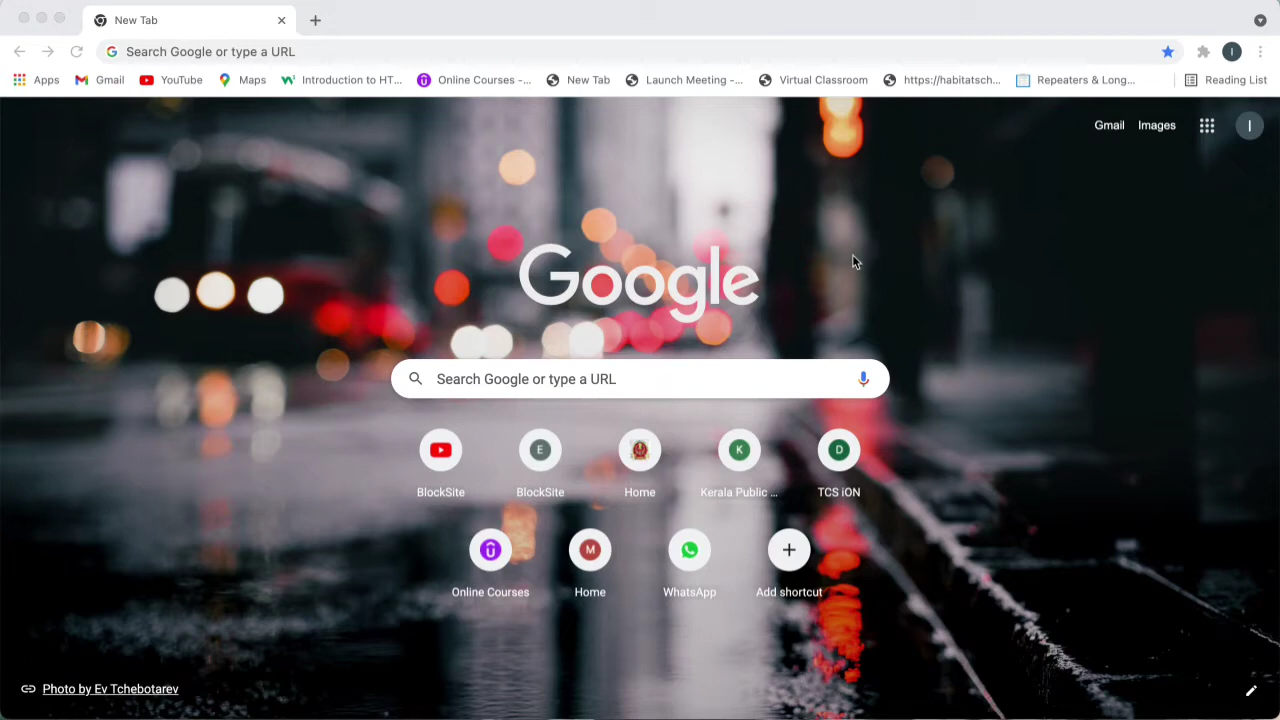 New Tab
Search Google or type a URL
Apps
Gmail
YouTube
Maps
Introduction to HT...
Online Courses -...
New Tab
Launch Meeting -...
Virtual Classroom
https://habitatsch...
Repeaters & Long...
Reading List
Gmail
Images
I
Google
Search Google or type a URL
BlockSite
E
BlockSite
Home
K
Kerala Public ...
D
TCS iON
Online Courses
M
Home
WhatsApp
Add shortcut
Photo by Ev Tchebotarev